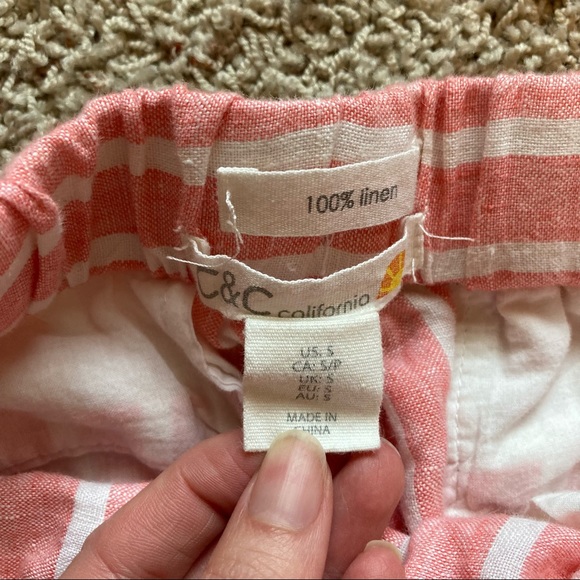 100% linen
C&C california
US: S
CA: S/P
UK: S
EU: S
AU: S
MADE IN
CHINA